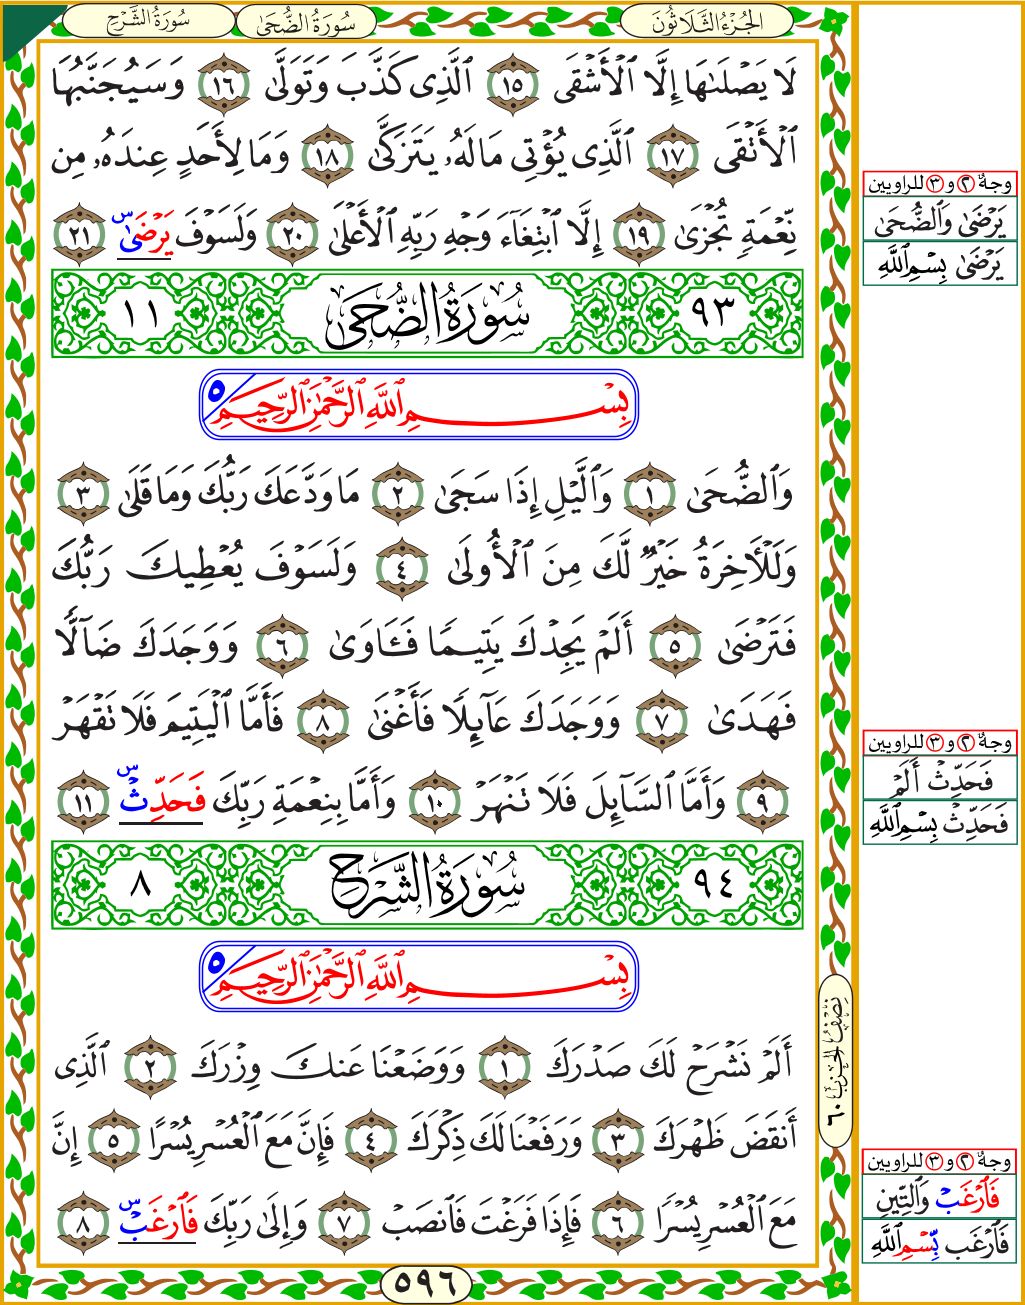 الجُزْءُ الثَّلَاثُونَ
سُورَةُ الضُّحَىٰ
سُورَةُ الشَّرْحِ
لَا يَصْلَىٰهَا إِلَّا ٱلْأَشْقَى ١٥ ٱلَّذِى كَذَّبَ وَتَوَلَّىٰ ١٦ وَسَيُجَنَّبُهَا
ٱلْأَتْقَى ١٧ ٱلَّذِى يُؤْتِى مَالَهُۥ يَتَزَكَّىٰ ١٨ وَمَا لِأَحَدٍ عِندَهُۥ مِن
نِّعْمَةٍ تُجْزَىٰ ١٩ إِلَّا ٱبْتِغَآءَ وَجْهِ رَبِّهِ ٱلْأَعْلَىٰ ٢٠ وَلَسَوْفَ يَرْضَىٰ س ٢١
٩٣ سُورَةُ الضُّحَىٰ ١١
بِسْمِ ٱللَّهِ ٱلرَّحْمَٰنِ ٱلرَّحِيمِ ٥
وَٱلضُّحَىٰ ١ وَٱلَّيْلِ إِذَا سَجَىٰ ٢ مَا وَدَّعَكَ رَبُّكَ وَمَا قَلَىٰ ٣
وَلَلْءَاخِرَةُ خَيْرٌ لَّكَ مِنَ ٱلْأُولَىٰ ٤ وَلَسَوْفَ يُعْطِيكَ رَبُّكَ
فَتَرْضَىٰ ٥ أَلَمْ يَجِدْكَ يَتِيمًا فَـَٔاوَىٰ ٦ وَوَجَدَكَ ضَآلًّا
فَهَدَىٰ ٧ وَوَجَدَكَ عَآئِلًا فَأَغْنَىٰ ٨ فَأَمَّا ٱلْيَتِيمَ فَلَا تَقْهَرْ
٩ وَأَمَّا ٱلسَّآئِلَ فَلَا تَنْهَرْ ١٠ وَأَمَّا بِنِعْمَةِ رَبِّكَ فَحَدِّثْ س ١١
٩٤ سُورَةُ الشَّرْحِ ٨
بِسْمِ ٱللَّهِ ٱلرَّحْمَٰنِ ٱلرَّحِيمِ ٥
أَلَمْ نَشْرَحْ لَكَ صَدْرَكَ ١ وَوَضَعْنَا عَنكَ وِزْرَكَ ٢ ٱلَّذِى
أَنقَضَ ظَهْرَكَ ٣ وَرَفَعْنَا لَكَ ذِكْرَكَ ٤ فَإِنَّ مَعَ ٱلْعُسْرِ يُسْرًا ٥ إِنَّ
مَعَ ٱلْعُسْرِ يُسْرًا ٦ فَإِذَا فَرَغْتَ فَٱنصَبْ ٧ وَإِلَىٰ رَبِّكَ فَٱرْغَب س ٨
٥٩٦
وجهٌ ٢ و ٣ للراويين
يَرْضَىٰ وَٱلضُّحَىٰ
يَرْضَىٰ بِسْمِ ٱللَّهِ
وجهٌ ٢ و ٣ للراويين
فَحَدِّثْ أَلَمْ
فَحَدِّثْ بِسْمِ ٱللَّهِ
نِصْفُ الحِزْبِ ٦٠
وجهٌ ٢ و ٣ للراويين
فَٱرْغَبْ وَٱلتِّينِ
فَٱرْغَب بِّسْمِ ٱللَّهِ